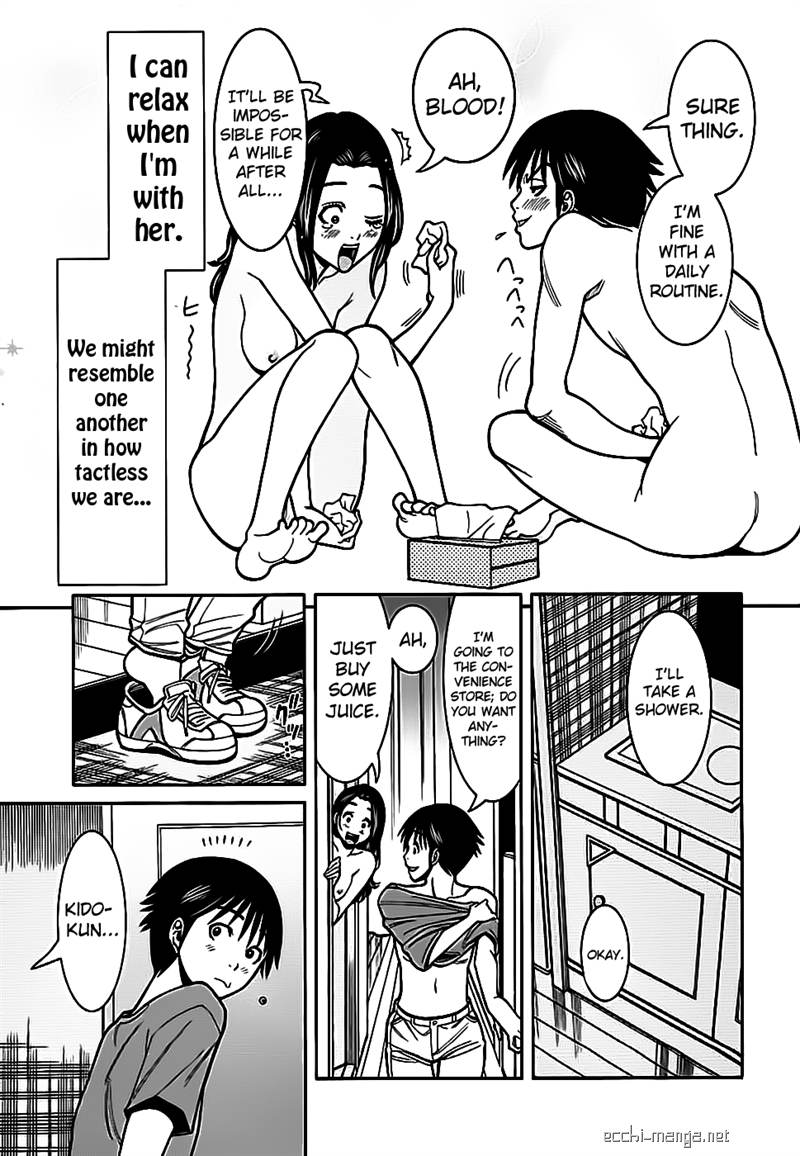 SURE
THING.
I'M
FINE
WITH A
DAILY
ROUTINE.
AH,
BLOOD!
IT'LL BE
IMPOS-
SIBLE FOR
A WHILE
AFTER
ALL...
I can
relax
when
I'm
with
her.
ヒー
We might
resemble
one
another
in how
tactless
we are...
I'LL
TAKE A
SHOWER.
OKAY.
I'M
GOING
TO THE
CON-
VENIENCE
STORE; DO
YOU WANT
ANY-
THING?
AH,
JUST
BUY
SOME
JUICE.
KIDO-
KUN...
ecchi-manga.net